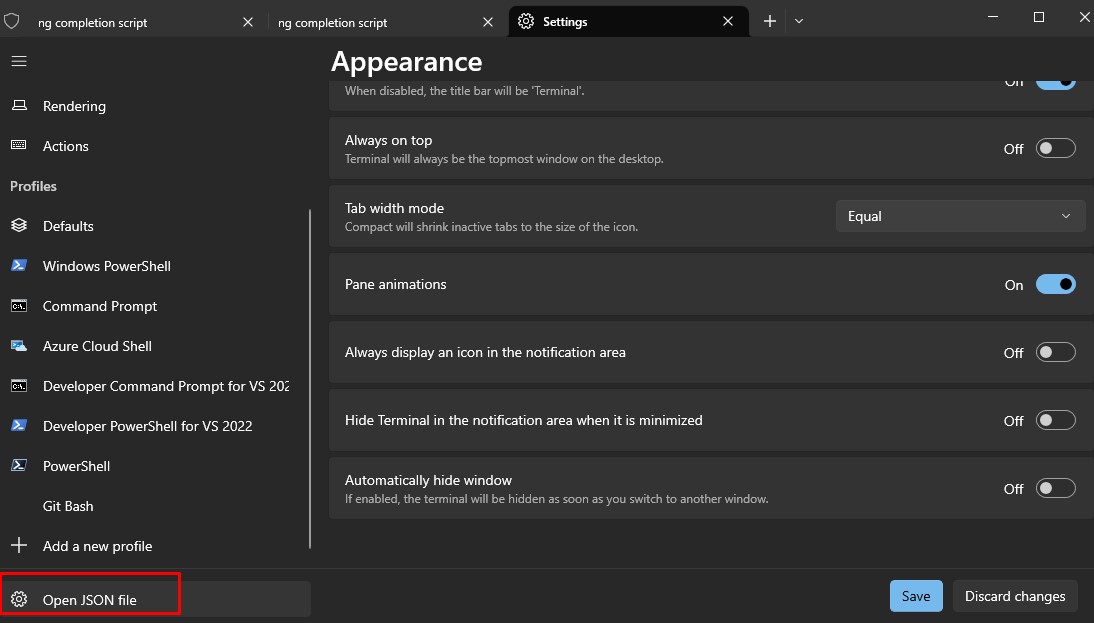 ng completion script
ng completion script
Settings
Appearance
Rendering
Actions
Profiles
Defaults
Windows PowerShell
Command Prompt
Azure Cloud Shell
Developer Command Prompt for VS 202
Developer PowerShell for VS 2022
PowerShell
Git Bash
Add a new profile
Open JSON file
When disabled, the title bar will be 'Terminal'.
On
Always on top
Terminal will always be the topmost window on the desktop.
Off
Tab width mode
Compact will shrink inactive tabs to the size of the icon.
Equal
Pane animations
On
Always display an icon in the notification area
Off
Hide Terminal in the notification area when it is minimized
Off
Automatically hide window
If enabled, the terminal will be hidden as soon as you switch to another window.
Off
Save
Discard changes